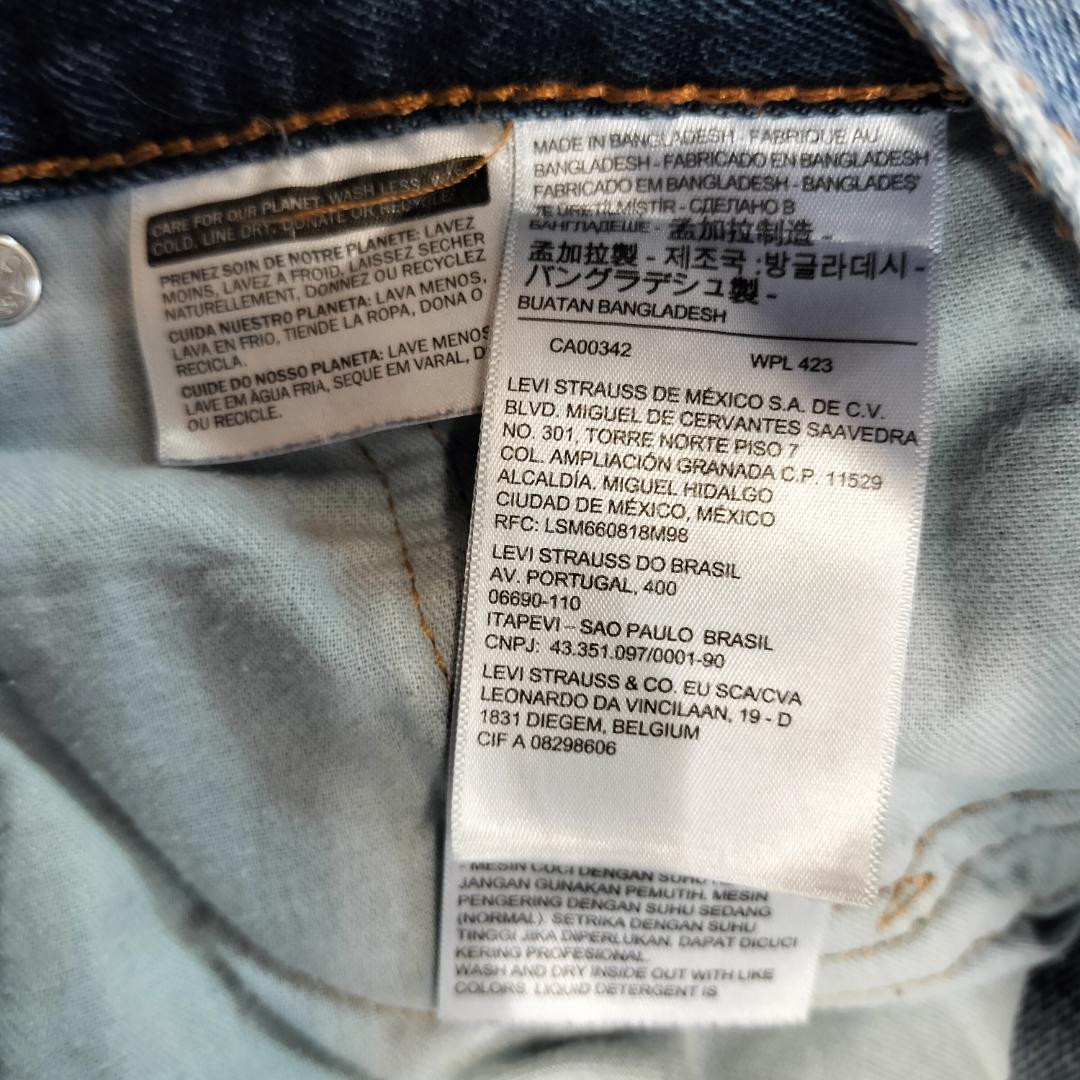 CARE FOR OUR PLANET: WASH LESS, WASH
COLD, LINE DRY, DONATE OR RECYCLE.
PRENEZ SOIN DE NOTRE PLANETE: LAVEZ
MOINS, LAVEZ A FROID, LAISSEZ SECHER
NATURELLEMENT, DONNEZ OU RECYCLEZ
CUIDA NUESTRO PLANETA: LAVA MENOS,
LAVA EN FRIO, TIENDE LA ROPA, DONA O
RECICLA.
CUIDE DO NOSSO PLANETA: LAVE MENOS
LAVE EM ÀGUA FRIA, SEQUE EM VARAL, D
OU RECICLE.
MADE IN BANGLADESH - FABRIQUE AU
BANGLADESH - FABRICADO EN BANGLADESH
FABRICADO EM BANGLADESH - BANGLADEŞ'
TE ÜRETİLMİŞTİR - СДЕЛАНО В
БАНГЛАДЕШЕ - 孟加拉制造 -
孟加拉製 - 제조국 :방글라데시 -
バングラデシュ製 -
BUATAN BANGLADESH
CA00342 WPL 423
LEVI STRAUSS DE MÉXICO S.A. DE C.V.
BLVD. MIGUEL DE CERVANTES SAAVEDRA
NO. 301, TORRE NORTE PISO 7
COL. AMPLIACIÓN GRANADA C.P. 11529
ALCALDÍA. MIGUEL HIDALGO
CIUDAD DE MÉXICO, MÉXICO
RFC: LSM660818M98
LEVI STRAUSS DO BRASIL
AV. PORTUGAL, 400
06690-110
ITAPEVI – SAO PAULO BRASIL
CNPJ: 43.351.097/0001-90
LEVI STRAUSS & CO. EU SCA/CVA
LEONARDO DA VINCILAAN, 19 - D
1831 DIEGEM, BELGIUM
CIF A 08298606
- MESIN CUCI DENGAN SUHU
JANGAN GUNAKAN PEMUTIH. MESIN
PENGERING DENGAN SUHU SEDANG
(NORMAL). SETRIKA DENGAN SUHU
TINGGI JIKA DIPERLUKAN. DAPAT DICUCI
KERING PROFESIONAL.
WASH AND DRY INSIDE OUT WITH LIKE
COLORS. LIQUID DETERGENT IS